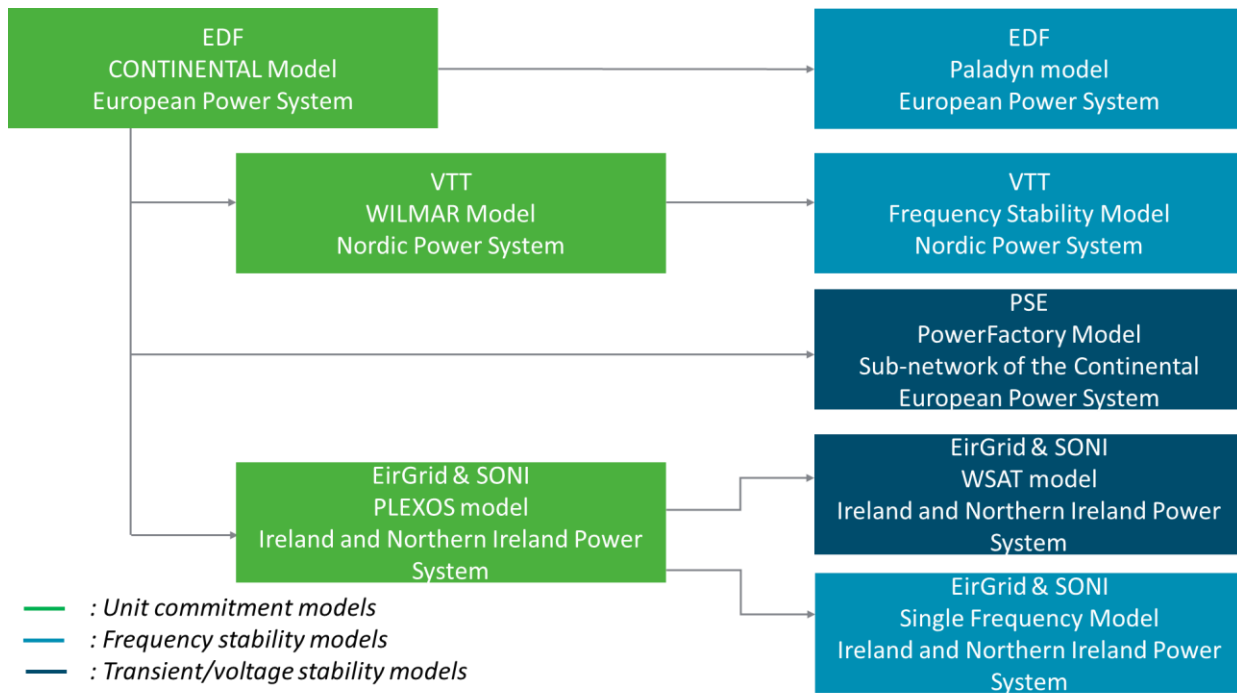 EDF
CONTINENTAL Model
European Power System
EDF
Paladyn model
European Power System
VTT
WILMAR Model
Nordic Power System
VTT
Frequency Stability Model
Nordic Power System
PSE
PowerFactory Model
Sub-network of the Continental
European Power System
EirGrid & SONI
PLEXOS model
Ireland and Northern Ireland Power
System
EirGrid & SONI
WSAT model
Ireland and Northern Ireland Power
System
EirGrid & SONI
Single Frequency Model
Ireland and Northern Ireland Power
System
: Unit commitment models
: Frequency stability models
: Transient/voltage stability models